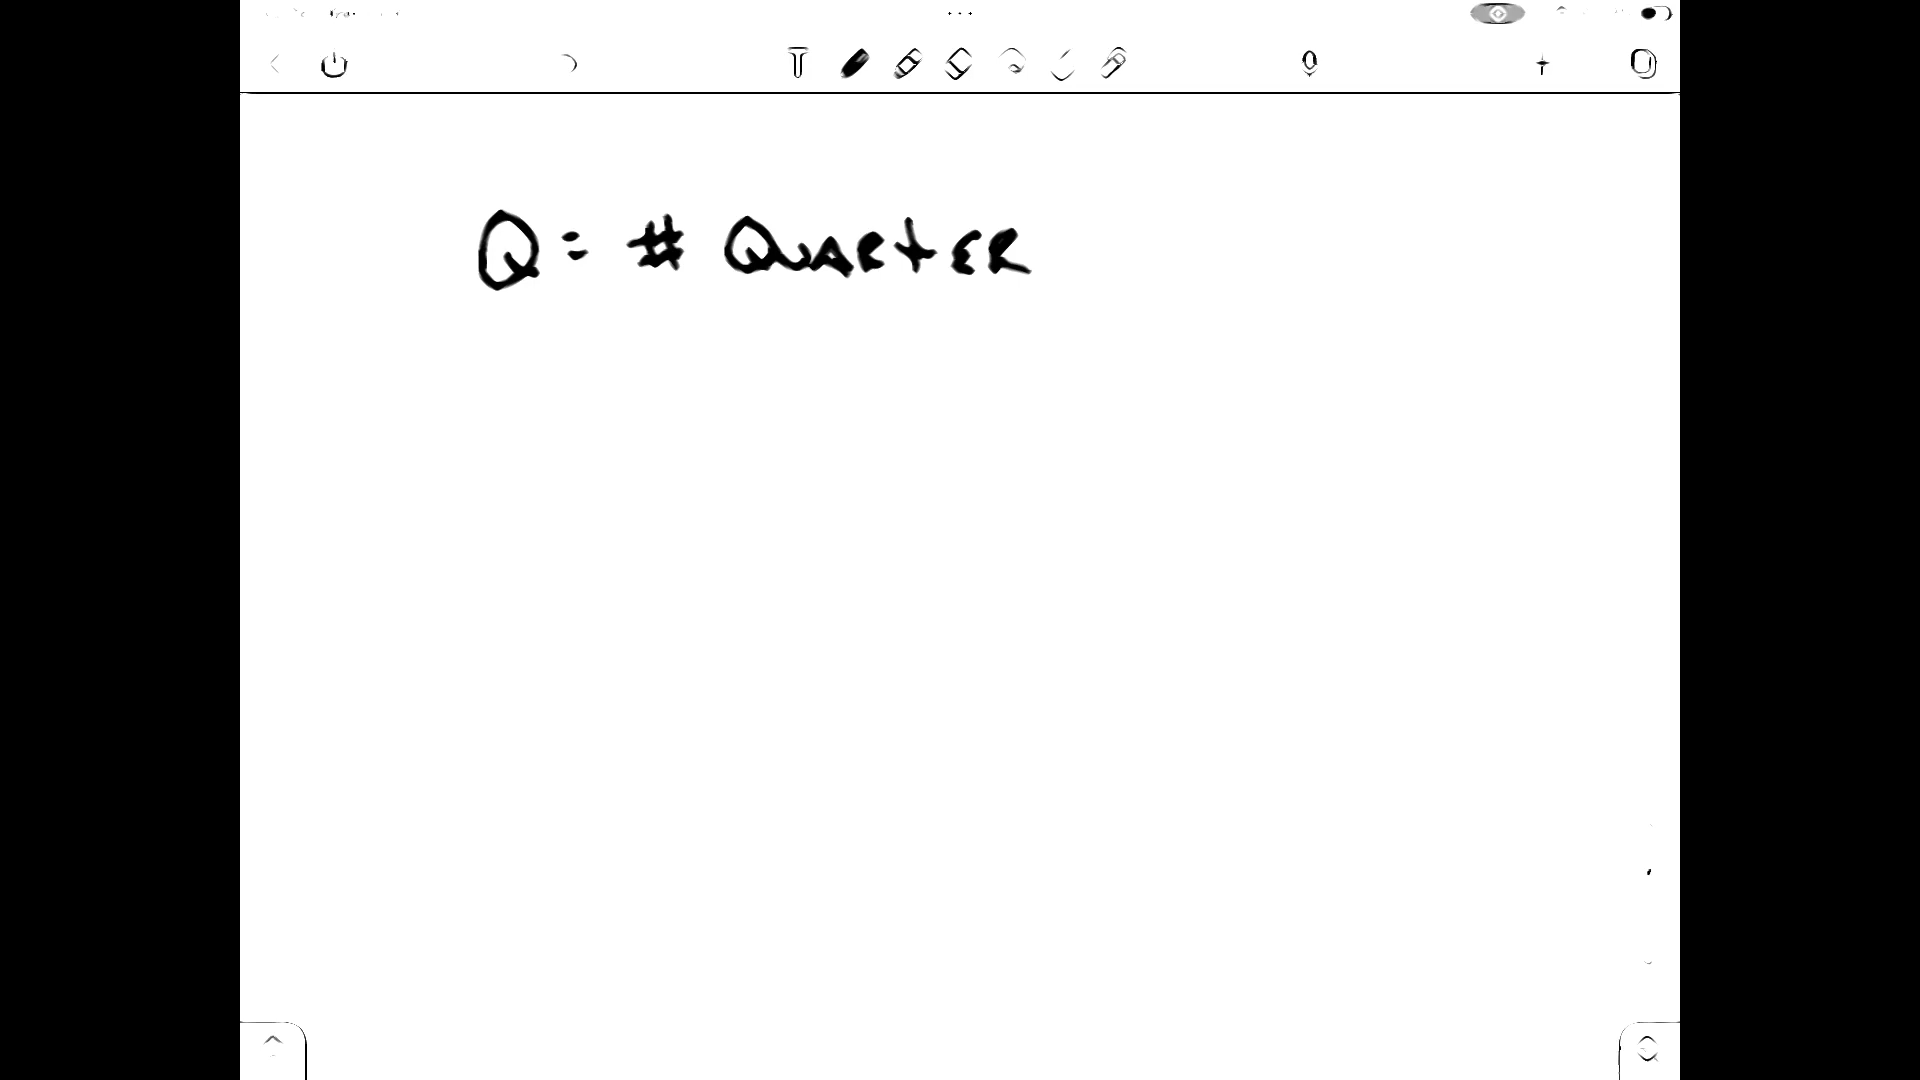 Q = # QUARTER